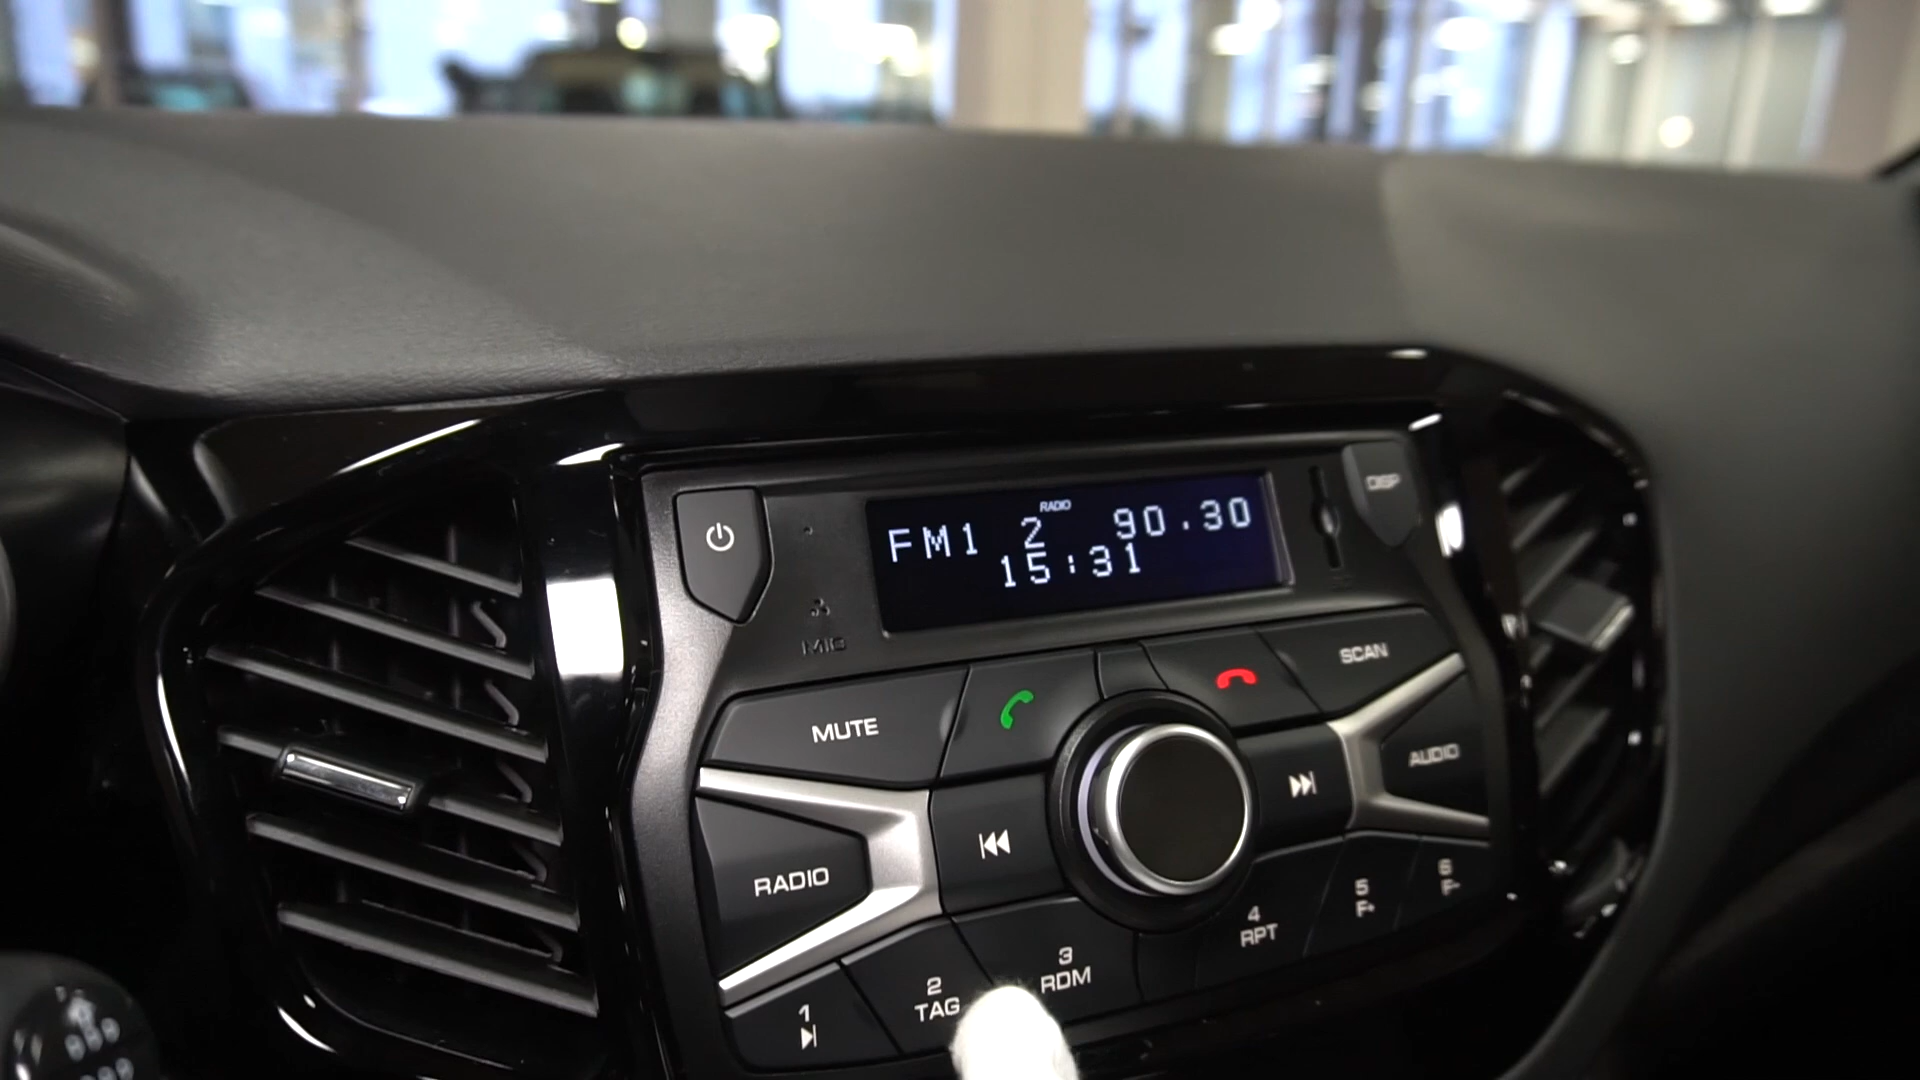 RADIO
FM1 2 90.30
15:31
DISP
MIC
MUTE
SCAN
RADIO
AUDIO
1
2
TAG
3
RDM
4
RPT
5
F+
6
F-